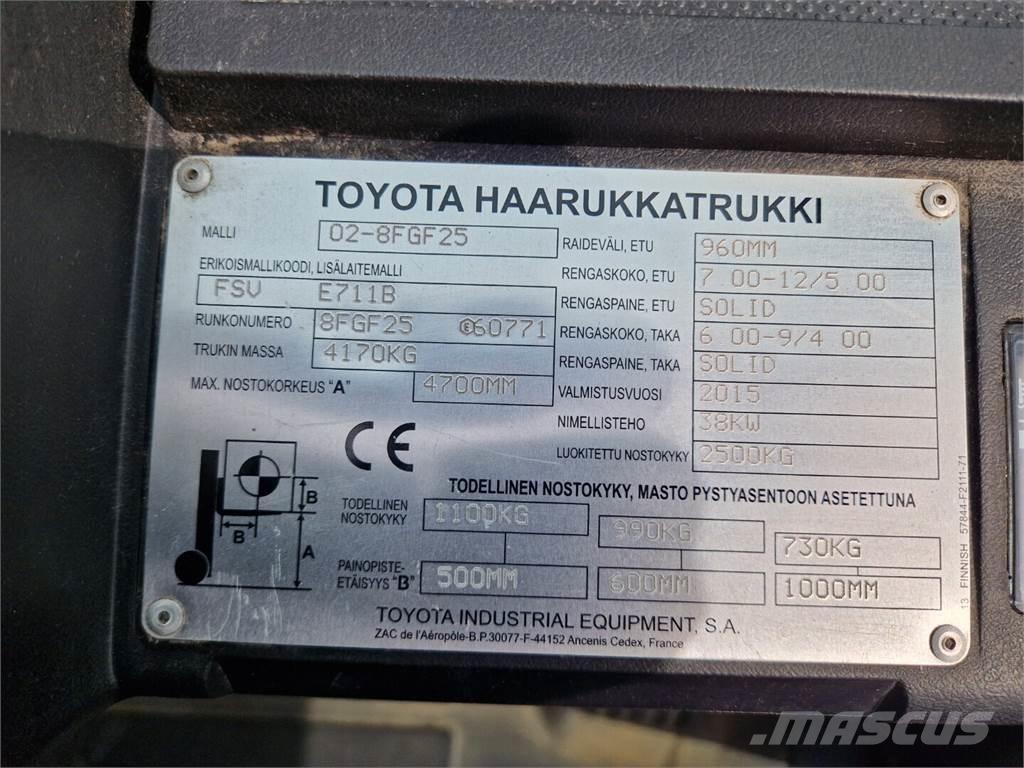 TOYOTA HAARUKKATRUKKI
MALLI 02-8FGF25
ERIKOISMALLIKOODI, LISÄLAITEMALLI
FSV E711B
RUNKONUMERO 8FGF25 60771
TRUKIN MASSA 4170KG
MAX. NOSTOKORKEUS "A" 4700MM
RAIDEVÄLI, ETU 960MM
RENGASKOKO, ETU 7 00-12/5 00
RENGASPAINE, ETU SOLID
RENGASKOKO, TAKA 6 00-9/4 00
RENGASPAINE, TAKA SOLID
VALMISTUSVUOSI 2015
NIMELLISTEHO 38KW
LUOKITETTU NOSTOKYKY 2500KG
CE
B
B
A
TODELLINEN NOSTOKYKY, MASTO PYSTYASENTOON ASETETTUNA
TODELLINEN
NOSTOKYKY 1100KG 990KG 730KG
PAINOPISTE-
ETÄISYYS "B" 500MM 600MM 1000MM
TOYOTA INDUSTRIAL EQUIPMENT, S.A.
ZAC de l'Aéropôle-B.P.30077-F-44152 Ancenis Cedex, France
13 FINNISH 57844-F2111-71
MASCUS